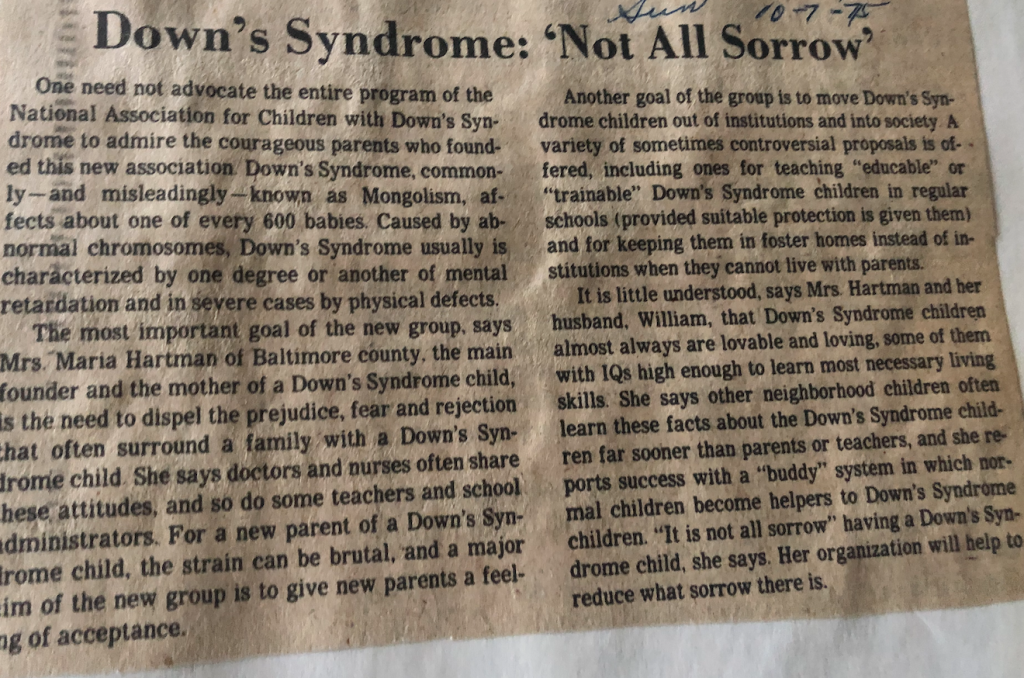 Sun 10-7-75
Down's Syndrome: 'Not All Sorrow'
One need not advocate the entire program of the
National Association for Children with Down's Syn-
drome to admire the courageous parents who found-
ed this new association. Down's Syndrome, common-
ly—and misleadingly—known as Mongolism, af-
fects about one of every 600 babies. Caused by ab-
normal chromosomes, Down's Syndrome usually is
characterized by one degree or another of mental
retardation and in severe cases by physical defects.
The most important goal of the new group, says
Mrs. Maria Hartman of Baltimore county, the main
founder and the mother of a Down's Syndrome child,
is the need to dispel the prejudice, fear and rejection
that often surround a family with a Down's Syn-
drome child. She says doctors and nurses often share
these attitudes, and so do some teachers and school
administrators. For a new parent of a Down's Syn-
drome child, the strain can be brutal, and a major
aim of the new group is to give new parents a feel-
ng of acceptance.
Another goal of the group is to move Down's Syn-
drome children out of institutions and into society. A
variety of sometimes controversial proposals is of-
fered, including ones for teaching "educable" or
"trainable" Down's Syndrome children in regular
schools (provided suitable protection is given them)
and for keeping them in foster homes instead of in-
stitutions when they cannot live with parents.
It is little understood, says Mrs. Hartman and her
husband, William, that Down's Syndrome children
almost always are lovable and loving, some of them
with IQs high enough to learn most necessary living
skills. She says other neighborhood children often
learn these facts about the Down's Syndrome child-
ren far sooner than parents or teachers, and she re-
ports success with a "buddy" system in which nor-
mal children become helpers to Down's Syndrome
children. "It is not all sorrow" having a Down's Syn-
drome child, she says. Her organization will help to
reduce what sorrow there is.